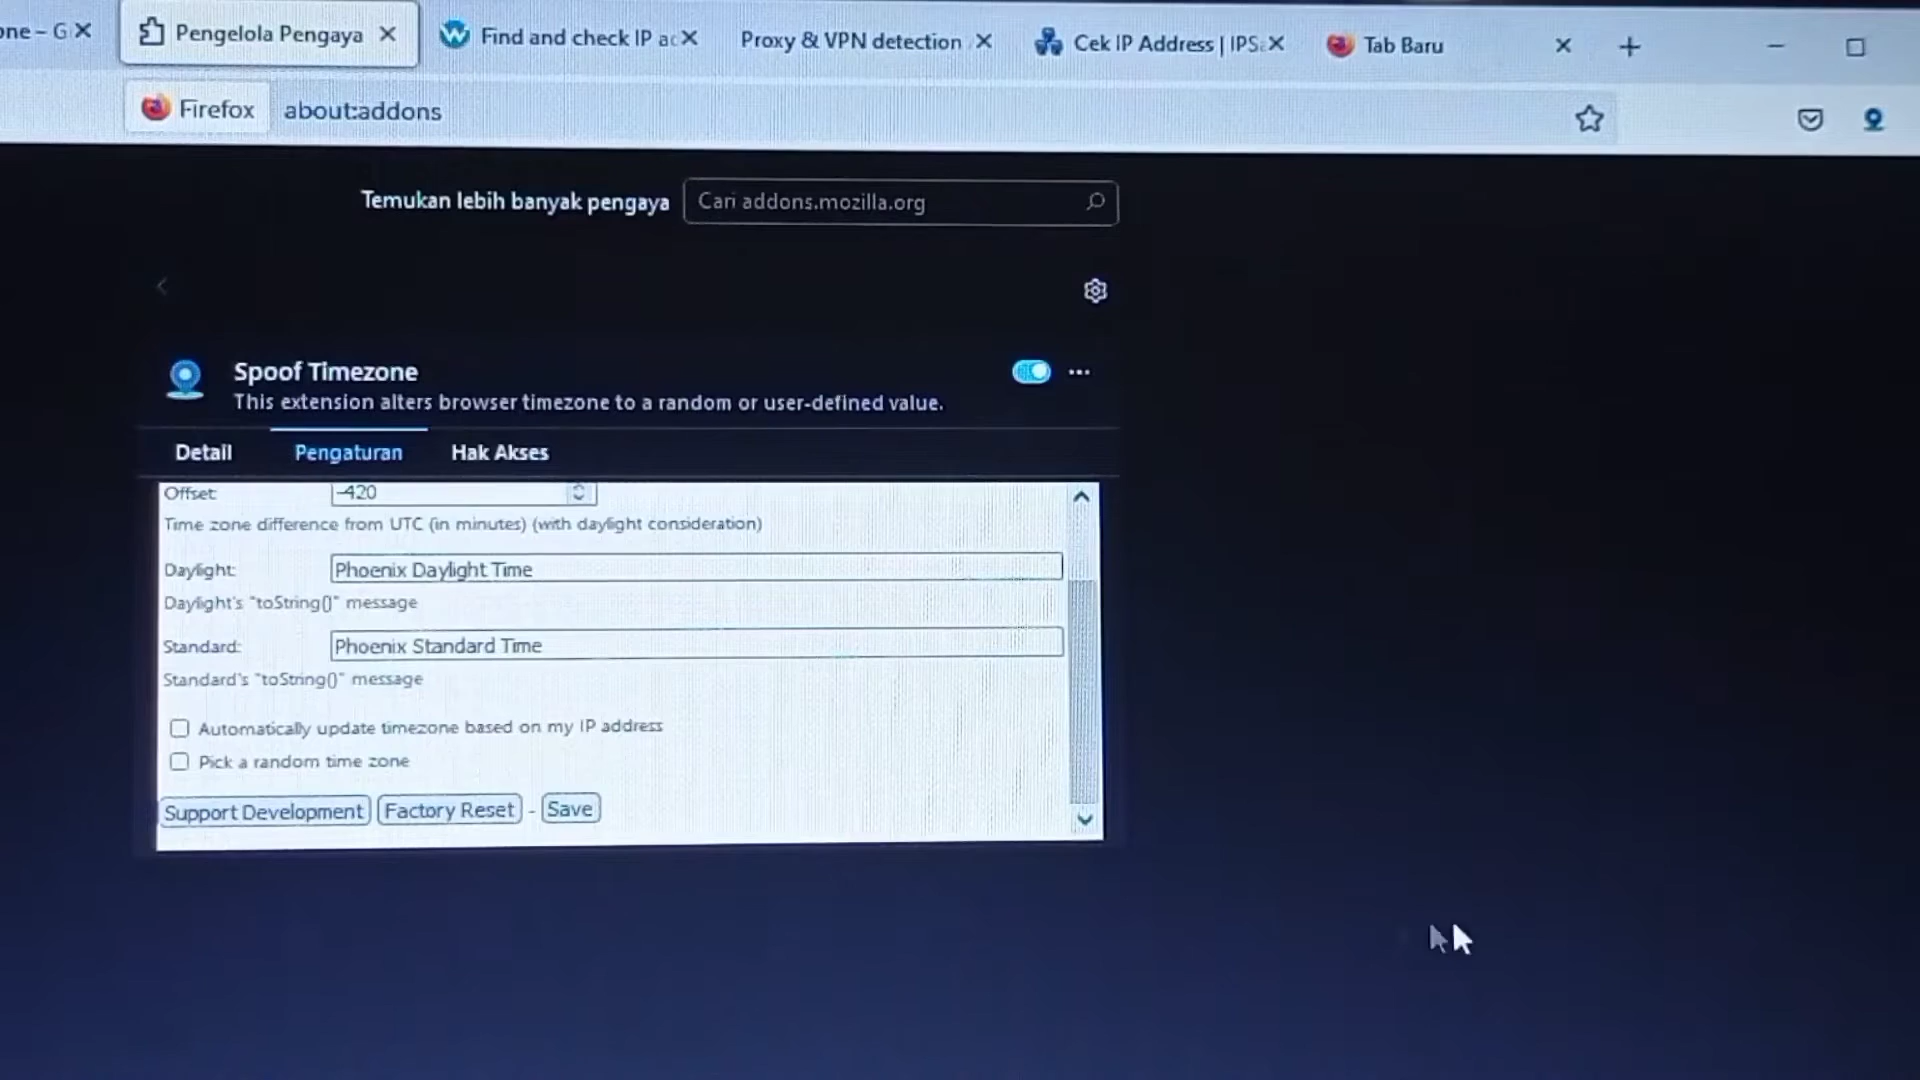 one – G
Pengelola Pengaya
Find and check IP ac
Proxy & VPN detection
Cek IP Address | IPS
Tab Baru
Firefox
about:addons
Temukan lebih banyak pengaya
Cari addons.mozilla.org
Spoof Timezone
This extension alters browser timezone to a random or user-defined value.
Detail
Pengaturan
Hak Akses
Offset: -420
Time zone difference from UTC (in minutes) (with daylight consideration)
Daylight: Phoenix Daylight Time
Daylight's "toString()" message
Standard: Phoenix Standard Time
Standard's "toString()" message
Automatically update timezone based on my IP address
Pick a random time zone
Support Development Factory Reset - Save